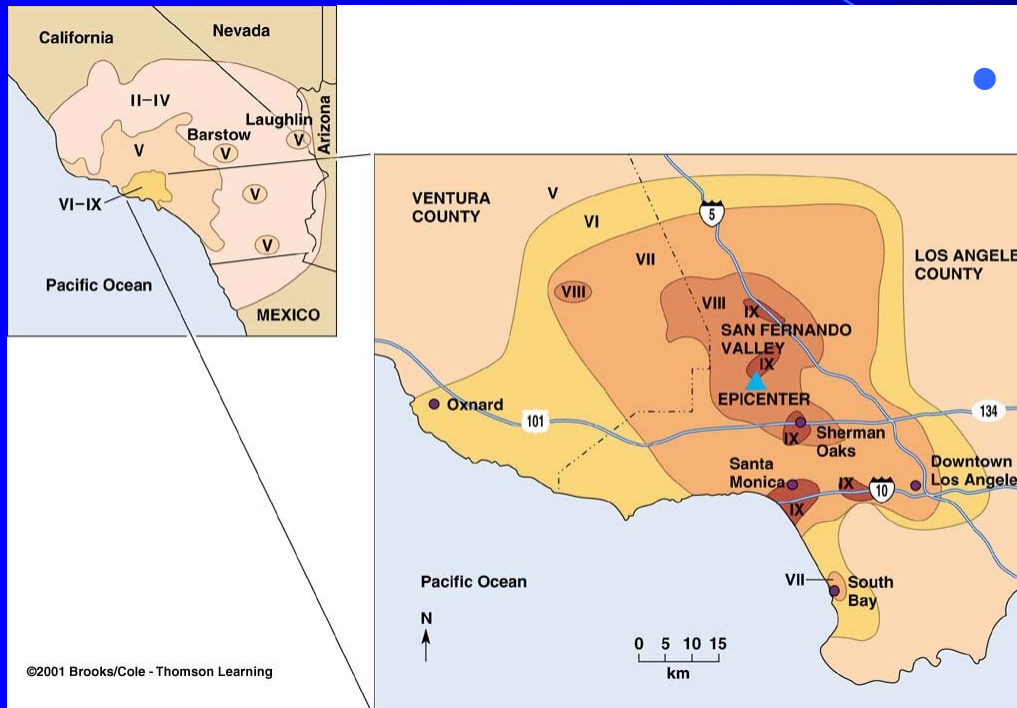 California
Nevada
II–IV
Laughlin
Arizona
Barstow
V
V
V
V
V
VI–IX
Pacific Ocean
MEXICO
VENTURA
COUNTY
V
VI
5
VII
LOS ANGELE
COUNTY
VIII
VIII
IX
SAN FERNANDO
VALLEY
IX
EPICENTER
Oxnard
101
134
IX
Sherman
Oaks
Santa
Monica
IX
10
Downtown
Los Angele
IX
VII
South
Bay
Pacific Ocean
N
0 5 10 15
km
©2001 Brooks/Cole - Thomson Learning